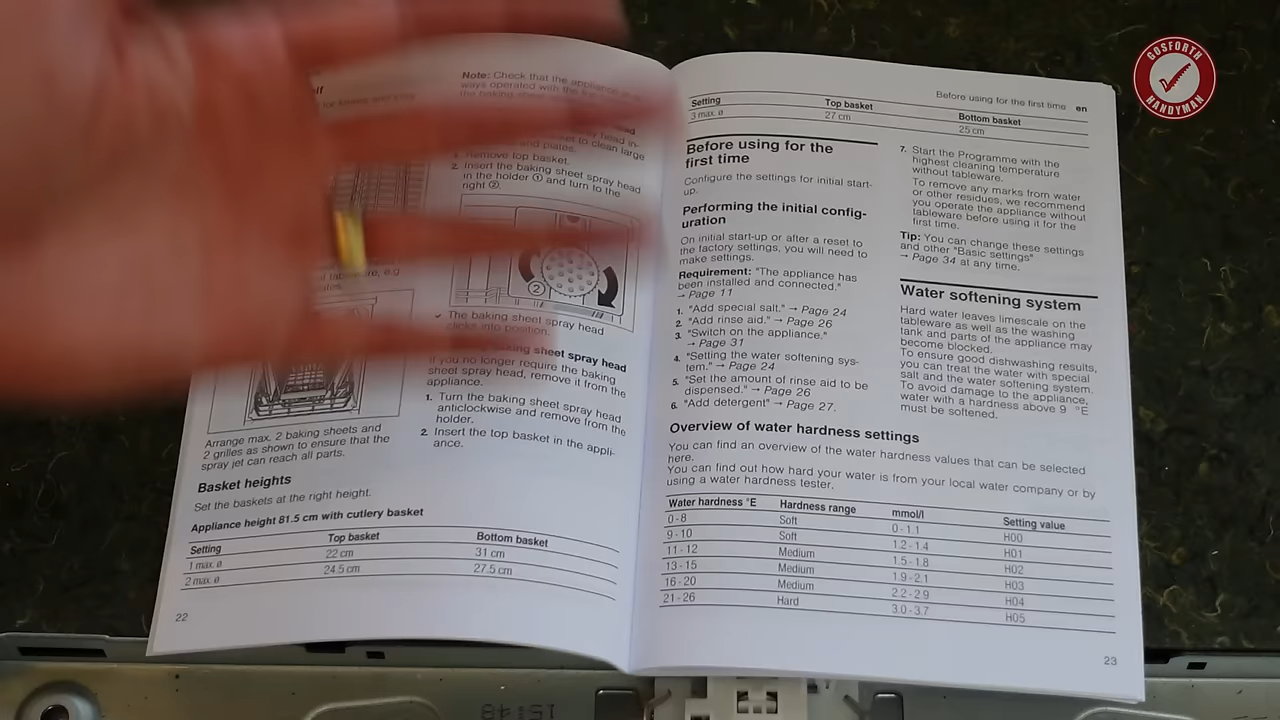 GOSFORTH
HANDYMAN
Note: Check that the appliance
ways operated with the
the baking sheet
head
y head in-
et to clean large
plates.
Remove top basket.
2. Insert the baking sheet spray head
in the holder ① and turn to the
right ②.
②
✓ The baking sheet spray head
clicks into position.
king sheet spray head
If you no longer require the baking
sheet spray head, remove it from the
appliance.
1. Turn the baking sheet spray head
anticlockwise and remove from the
holder.
2. Insert the top basket in the appli-
ance.
Arrange max. 2 baking sheets and
2 grilles as shown to ensure that the
spray jet can reach all parts.
Basket heights
Set the baskets at the right height.
Appliance height 81.5 cm with cutlery basket
Setting Top basket Bottom basket
1 max. ø 22 cm 31 cm
2 max. ø 24.5 cm 27.5 cm
22
Before using for the first time en
Setting Top basket Bottom basket
3 max. ø 27 cm 25 cm
Before using for the
first time
Configure the settings for initial start-
up.
Performing the initial config-
uration
On initial start-up or after a reset to
the factory settings, you will need to
make settings.
Requirement: "The appliance has
been installed and connected."
→ Page 11
1. "Add special salt." → Page 24
2. "Add rinse aid." → Page 26
3. "Switch on the appliance."
→ Page 31
4. "Setting the water softening sys-
tem." → Page 24
5. "Set the amount of rinse aid to be
dispensed." → Page 26
6. "Add detergent" → Page 27.
7. Start the Programme with the
highest cleaning temperature
without tableware.
To remove any marks from water
or other residues, we recommend
you operate the appliance without
tableware before using it for the
first time.
Tip: You can change these settings
and other "Basic settings"
→ Page 34 at any time.
Water softening system
Hard water leaves limescale on the
tableware as well as the washing
tank and parts of the appliance may
become blocked.
To ensure good dishwashing results,
you can treat the water with special
salt and the water softening system.
To avoid damage to the appliance,
water with a hardness above 9 °E
must be softened.
Overview of water hardness settings
You can find an overview of the water hardness values that can be selected
here.
You can find out how hard your water is from your local water company or by
using a water hardness tester.
Water hardness °E Hardness range mmol/l Setting value
0 - 8 Soft 0 - 1.1 H00
9 - 10 Soft 1.2 - 1.4 H01
11 - 12 Medium 1.5 - 1.8 H02
13 - 15 Medium 1.9 - 2.1 H03
16 - 20 Medium 2.2 - 2.9 H04
21 - 26 Hard 3.0 - 3.7 H05
23